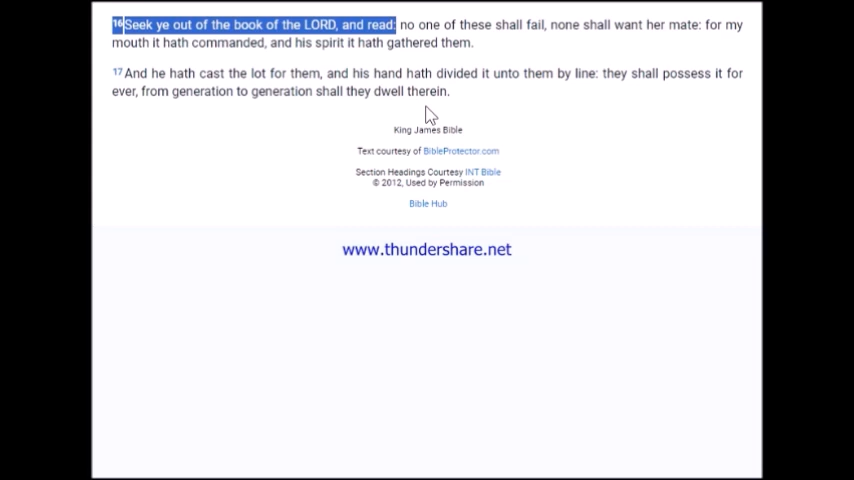 16Seek ye out of the book of the LORD, and read: no one of these shall fail, none shall want her mate: for my
mouth it hath commanded, and his spirit it hath gathered them.
17And he hath cast the lot for them, and his hand hath divided it unto them by line: they shall possess it for
ever, from generation to generation shall they dwell therein.
King James Bible
Text courtesy of BibleProtector.com
Section Headings Courtesy INT Bible
© 2012, Used by Permission
Bible Hub
www.thundershare.net